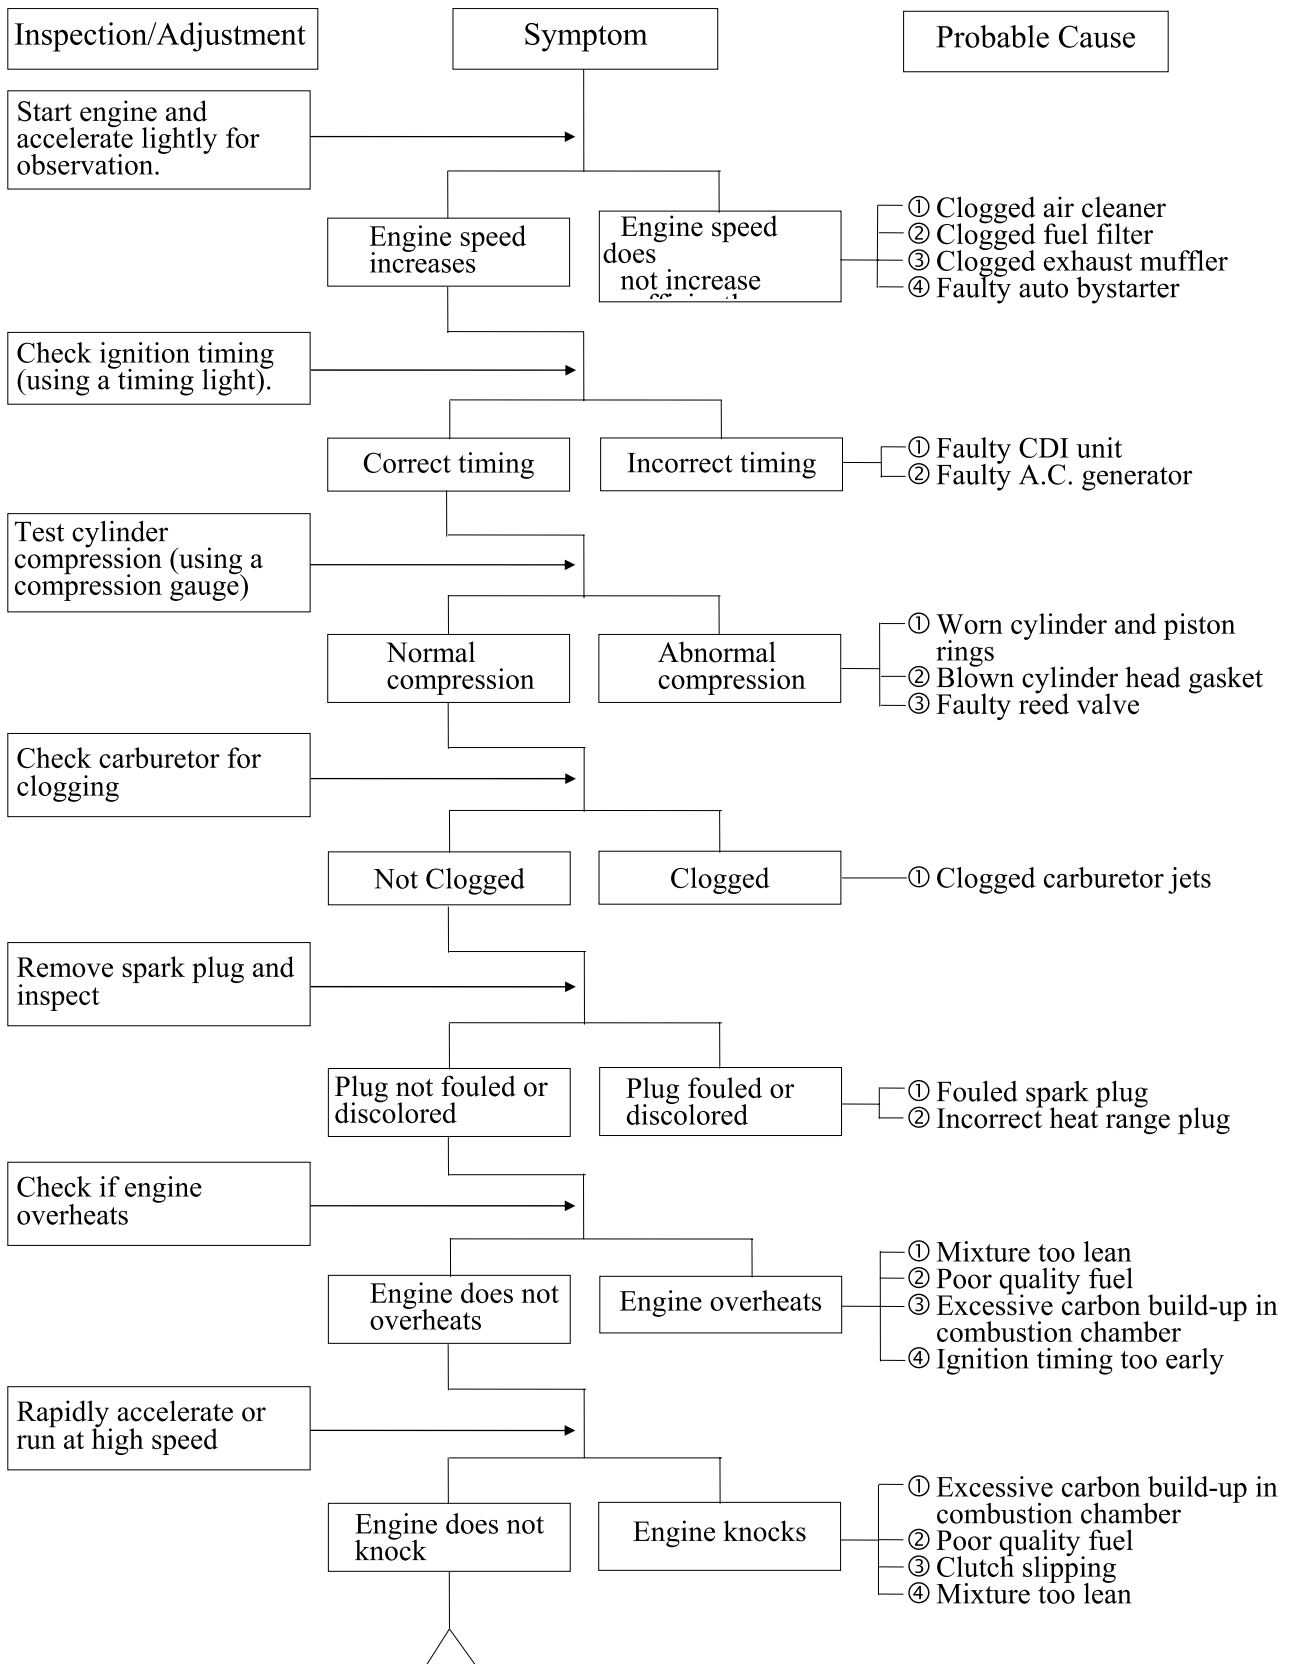 Inspection/Adjustment
Symptom
Probable Cause
Start engine and
accelerate lightly for
observation.
Engine speed
increases
Engine speed
does
not increase
① Clogged air cleaner
② Clogged fuel filter
③ Clogged exhaust muffler
④ Faulty auto bystarter
Check ignition timing
(using a timing light).
Correct timing
Incorrect timing
① Faulty CDI unit
② Faulty A.C. generator
Test cylinder
compression (using a
compression gauge)
Normal
compression
Abnormal
compression
① Worn cylinder and piston
rings
② Blown cylinder head gasket
③ Faulty reed valve
Check carburetor for
clogging
Not Clogged
Clogged
① Clogged carburetor jets
Remove spark plug and
inspect
Plug not fouled or
discolored
Plug fouled or
discolored
① Fouled spark plug
② Incorrect heat range plug
Check if engine
overheats
Engine does not
overheats
Engine overheats
① Mixture too lean
② Poor quality fuel
③ Excessive carbon build-up in
combustion chamber
④ Ignition timing too early
Rapidly accelerate or
run at high speed
Engine does not
knock
Engine knocks
① Excessive carbon build-up in
combustion chamber
② Poor quality fuel
③ Clutch slipping
④ Mixture too lean